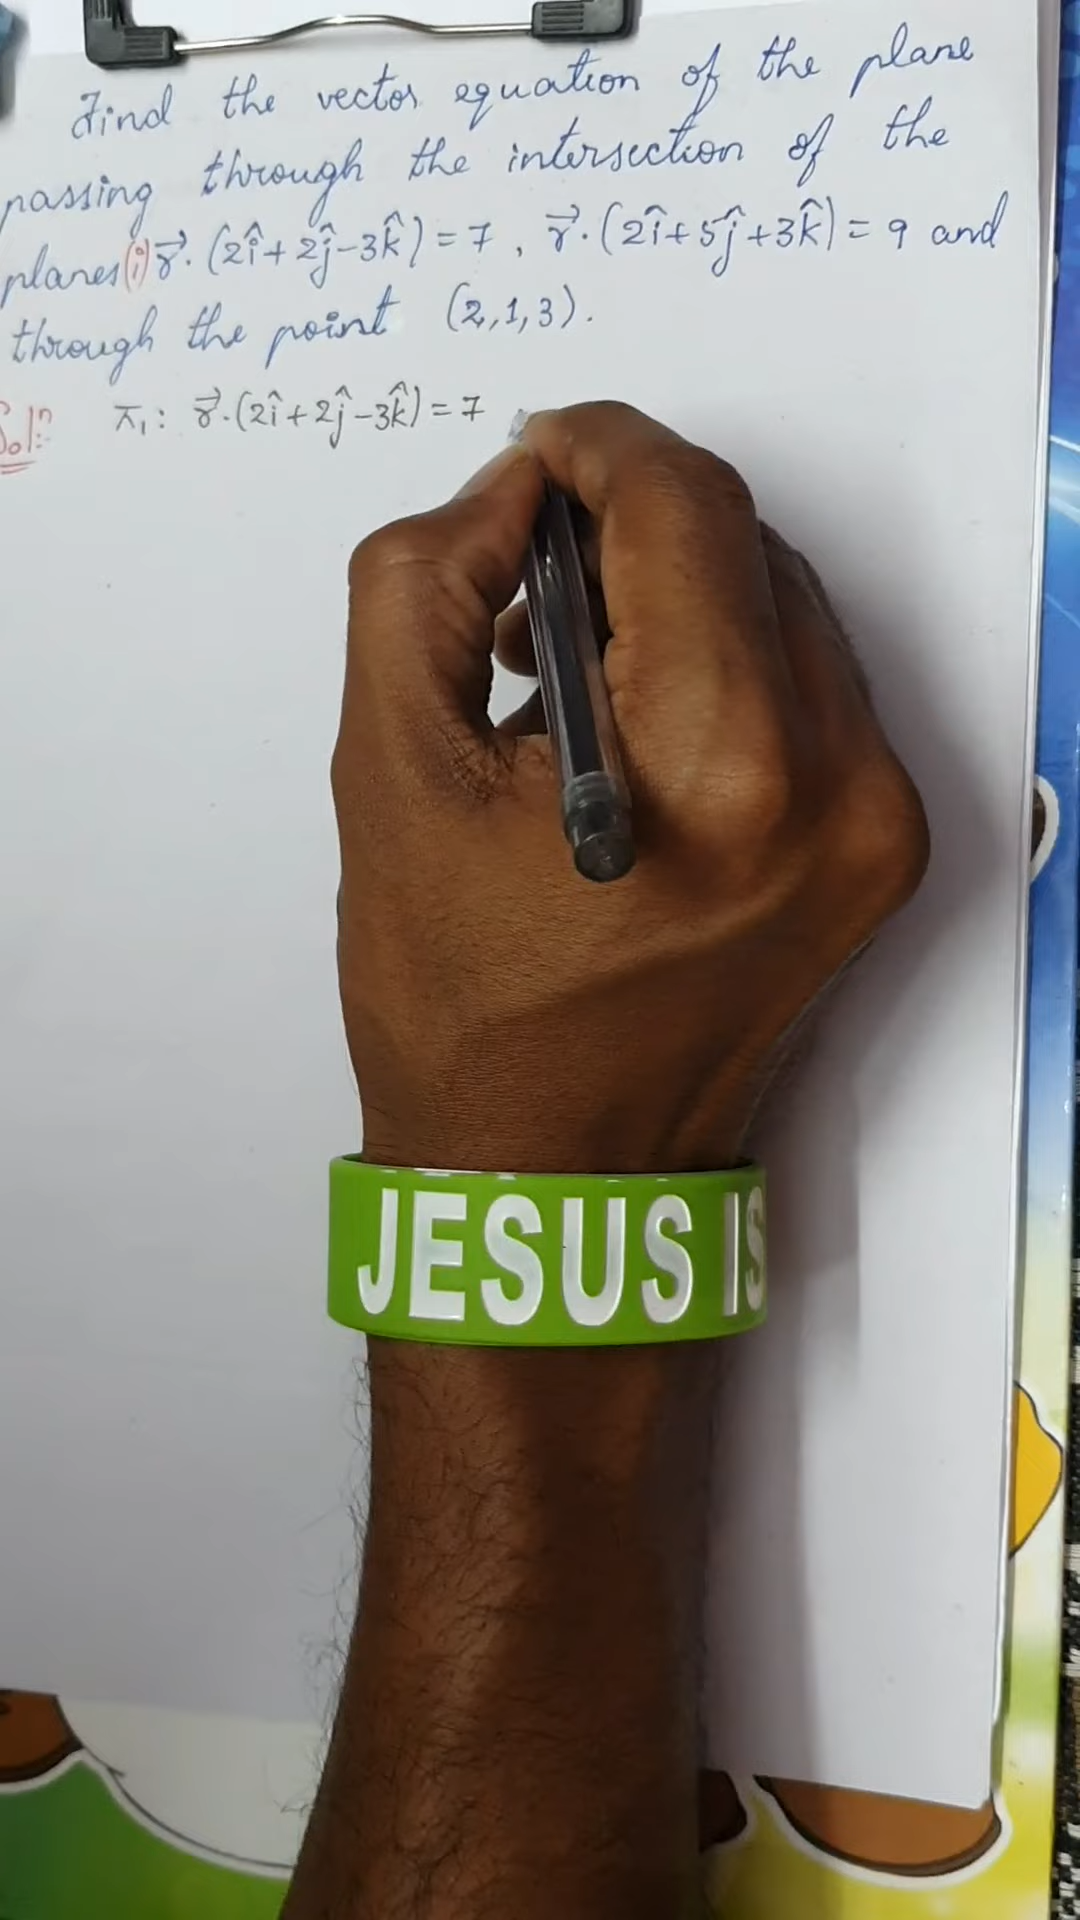 Find the vector equation of the plane
passing through the intersection of the
planes (i) r⃗.(2î+2ĵ-3k̂)=7, r⃗.(2î+5ĵ+3k̂)=9 and
through the point (2,1,3).
Sol: π₁: r⃗.(2î+2ĵ-3k̂)=7
JESUS IS